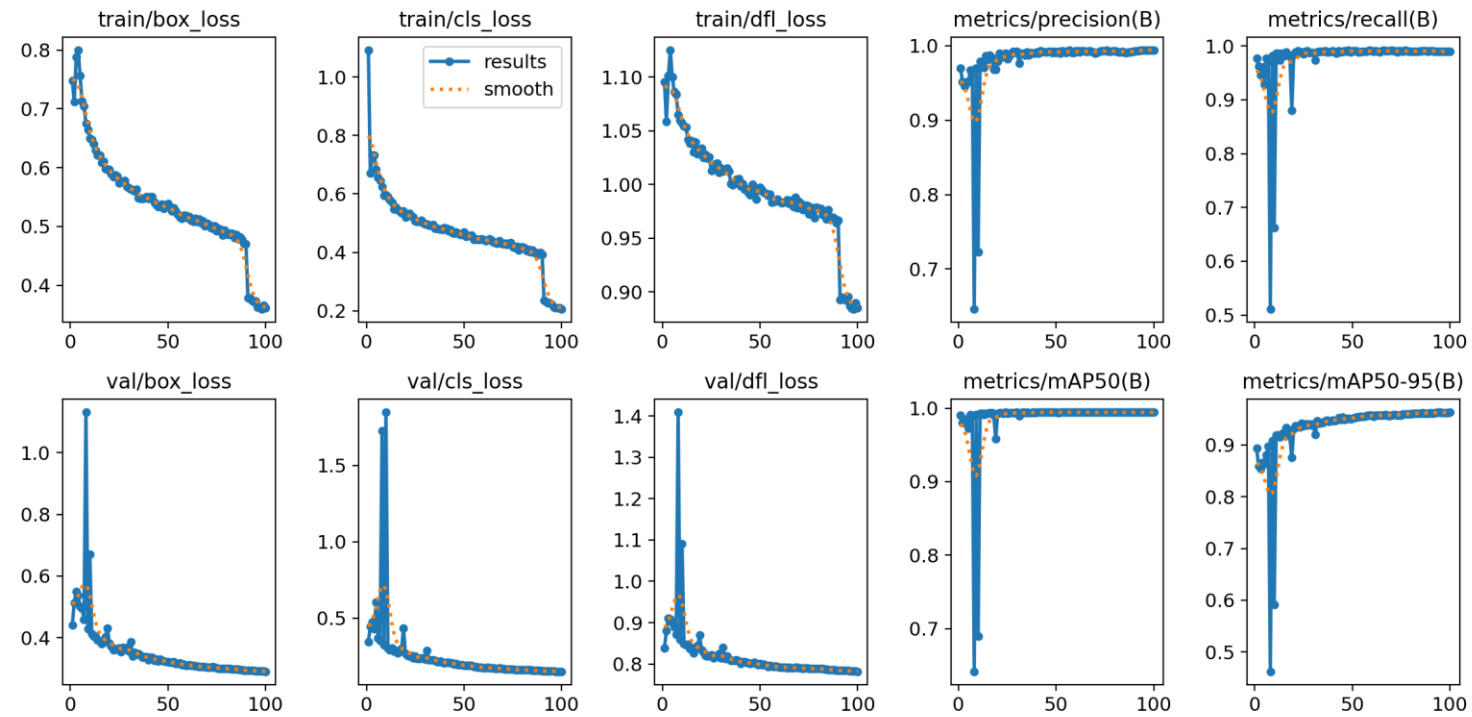 train/box_loss
train/cls_loss
train/dfl_loss
metrics/precision(B)
metrics/recall(B)
0.8
0.7
0.6
0.5
0.4
0 50 100
1.0
0.8
0.6
0.4
0.2
results
smooth
0 50 100
1.10
1.05
1.00
0.95
0.90
0 50 100
1.0
0.9
0.8
0.7
0 50 100
1.0
0.9
0.8
0.7
0.6
0.5
0 50 100
val/box_loss
val/cls_loss
val/dfl_loss
metrics/mAP50(B)
metrics/mAP50-95(B)
1.0
0.8
0.6
0.4
0 50 100
1.5
1.0
0.5
0 50 100
1.4
1.3
1.2
1.1
1.0
0.9
0.8
0 50 100
1.0
0.9
0.8
0.7
0 50 100
0.9
0.8
0.7
0.6
0.5
0 50 100